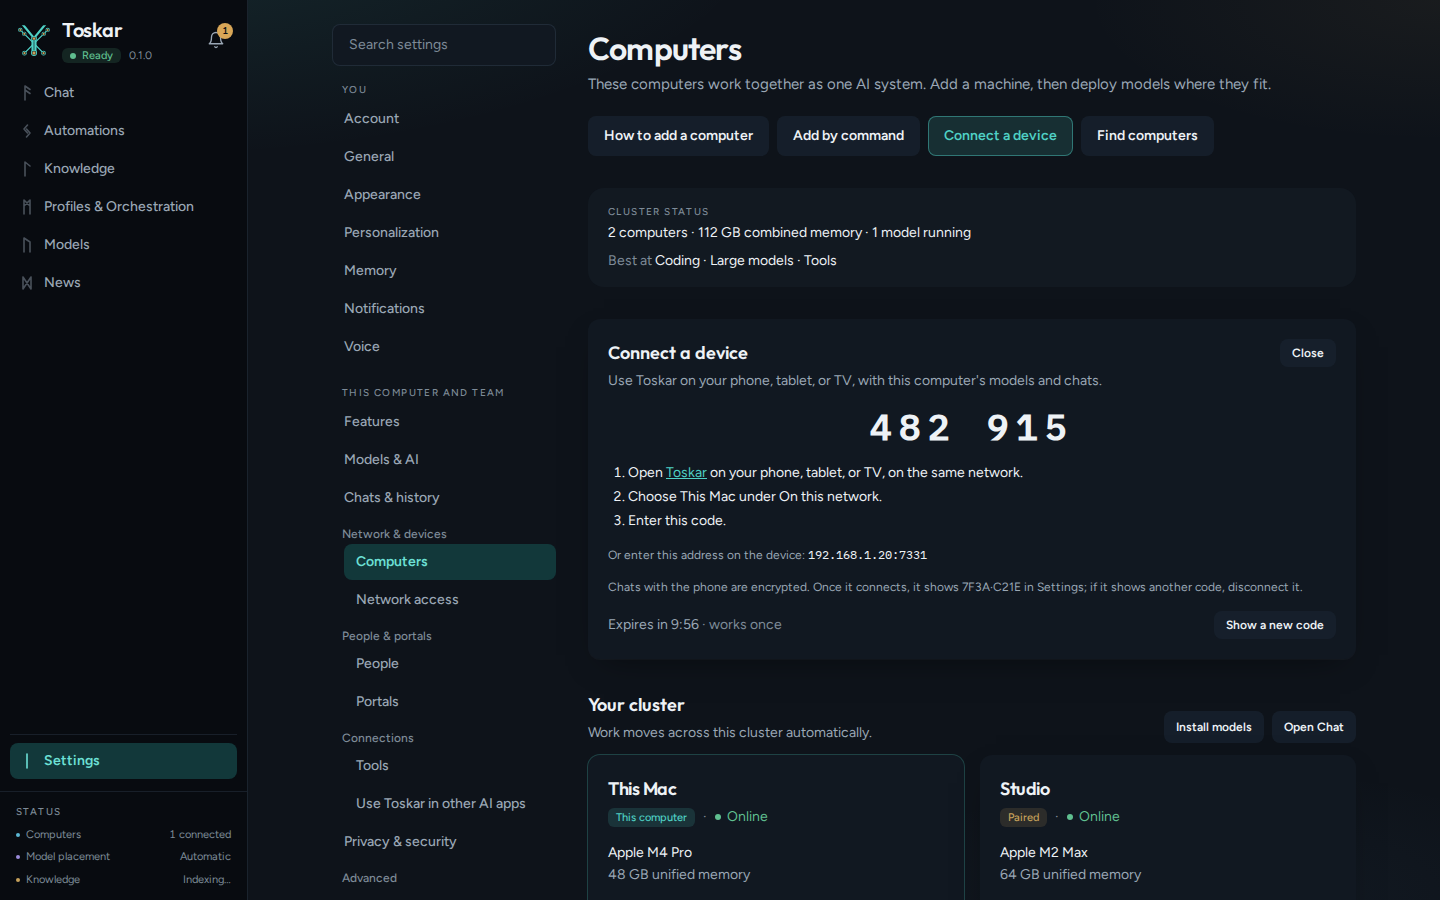 Toskar
Ready 0.1.0
1
Chat
Automations
Knowledge
Profiles & Orchestration
Models
News
Settings
STATUS
Computers 1 connected
Model placement Automatic
Knowledge Indexing…
Search settings
YOU
Account
General
Appearance
Personalization
Memory
Notifications
Voice
THIS COMPUTER AND TEAM
Features
Models & AI
Chats & history
Network & devices
Computers
Network access
People & portals
People
Portals
Connections
Tools
Use Toskar in other AI apps
Privacy & security
Advanced
Computers
These computers work together as one AI system. Add a machine, then deploy models where they fit.
How to add a computer Add by command Connect a device Find computers
CLUSTER STATUS
2 computers · 112 GB combined memory · 1 model running
Best at Coding · Large models · Tools
Connect a device Close
Use Toskar on your phone, tablet, or TV, with this computer's models and chats.
482 915
1. Open Toskar on your phone, tablet, or TV, on the same network.
2. Choose This Mac under On this network.
3. Enter this code.
Or enter this address on the device: 192.168.1.20:7331
Chats with the phone are encrypted. Once it connects, it shows 7F3A·C21E in Settings; if it shows another code, disconnect it.
Expires in 9:56 · works once Show a new code
Your cluster
Work moves across this cluster automatically. Install models Open Chat
This Mac
This computer · Online
Apple M4 Pro
48 GB unified memory
Studio
Paired · Online
Apple M2 Max
64 GB unified memory